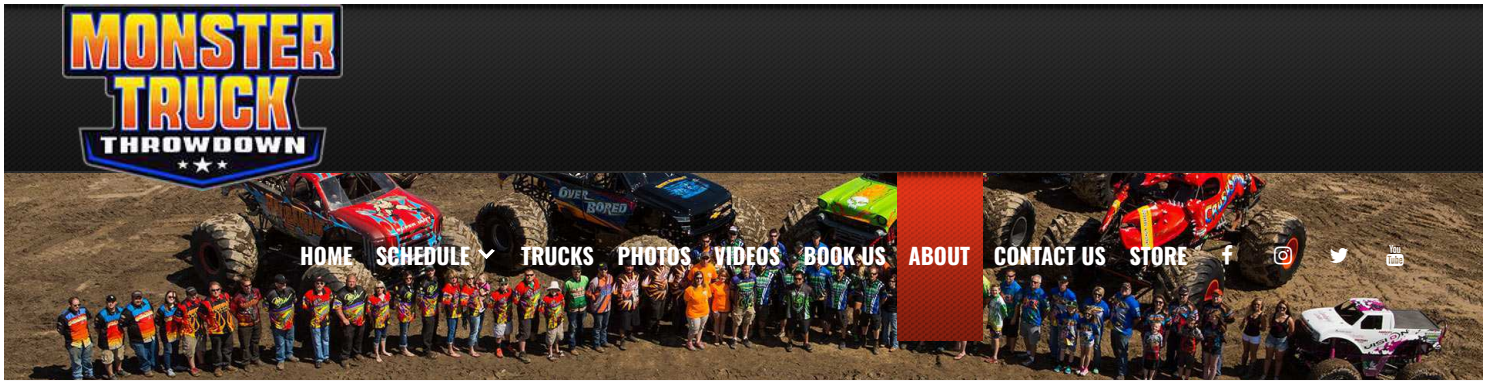 MONSTER
TRUCK
THROWDOWN
OVER
BORED
HOME SCHEDULE TRUCKS PHOTOS VIDEOS BOOK US ABOUT CONTACT US STORE
You
Tube